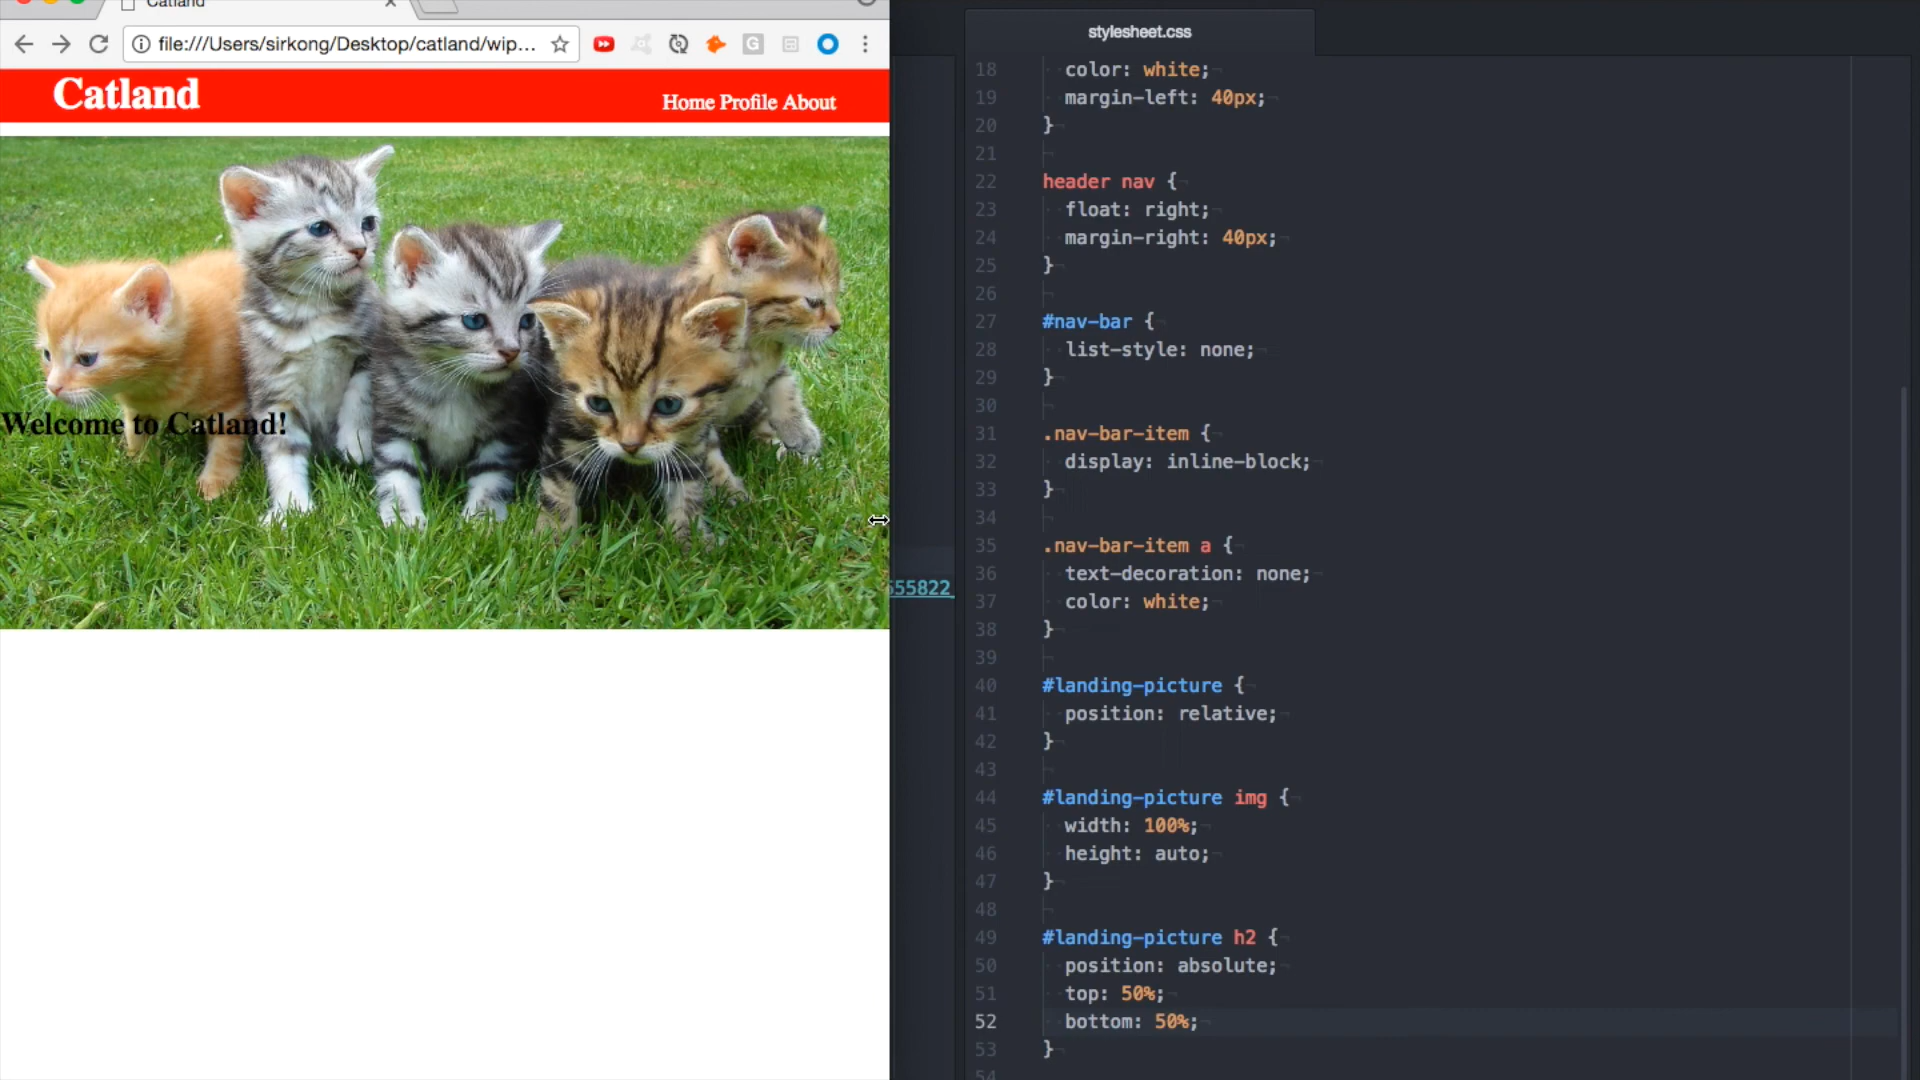 Catland
file:///Users/sirkong/Desktop/catland/wip...
Catland
Home Profile About
Welcome to Catland!
555822_
stylesheet.css
18 color: white;
19 margin-left: 40px;
20 }
21
22 header nav {
23 float: right;
24 margin-right: 40px;
25 }
26
27 #nav-bar {
28 list-style: none;
29 }
30
31 .nav-bar-item {
32 display: inline-block;
33 }
34
35 .nav-bar-item a {
36 text-decoration: none;
37 color: white;
38 }
39
40 #landing-picture {
41 position: relative;
42 }
43
44 #landing-picture img {
45 width: 100%;
46 height: auto;
47 }
48
49 #landing-picture h2 {
50 position: absolute;
51 top: 50%;
52 bottom: 50%;
53 }
54